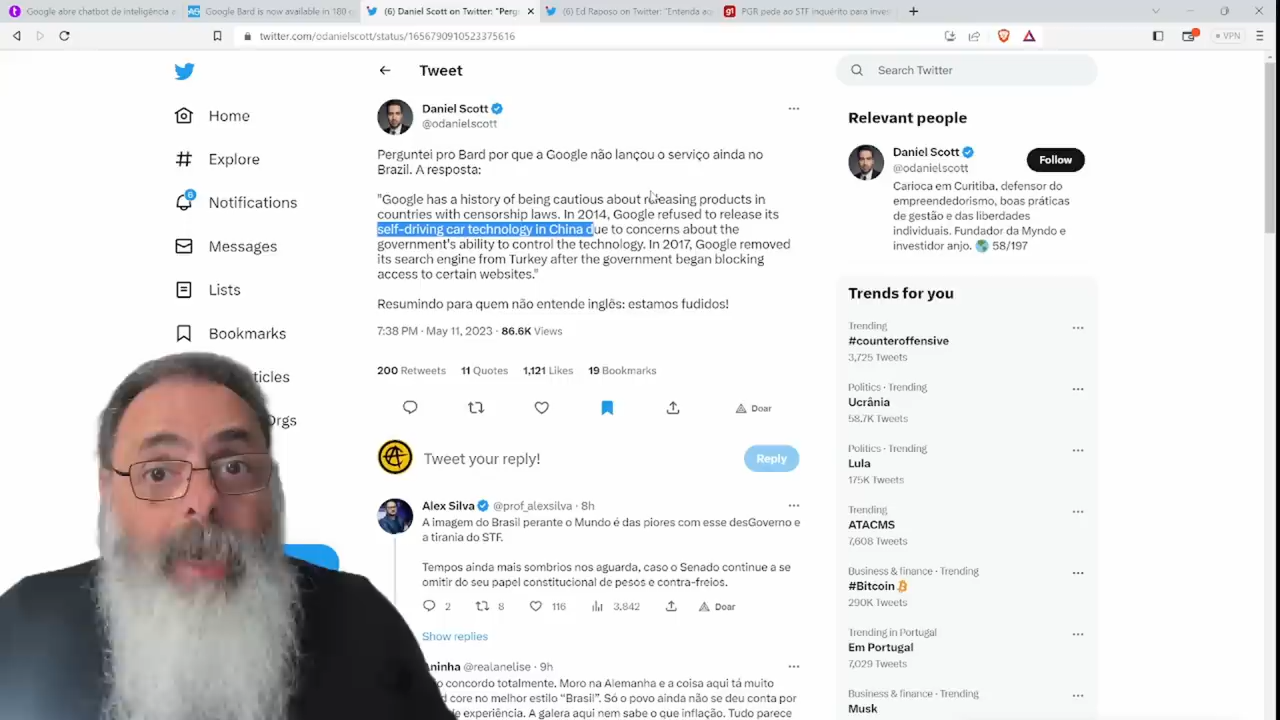 Google abre chatbot de inteligência a
Google Bard is now available in 180 c
(6) Daniel Scott on Twitter: "Pergu
(6) Ed Raposo on Twitter: "Entenda aq
PGR pede ao STF inquérito para inves
twitter.com/odanielscott/status/1656790910523375616
VPN
Tweet
Search Twitter
Home
Explore
6
Notifications
Messages
Lists
Bookmarks
Daniel Scott
@odanielscott
Perguntei pro Bard por que a Google não lançou o serviço ainda no
Brazil. A resposta:
"Google has a history of being cautious about releasing products in
countries with censorship laws. In 2014, Google refused to release its
self-driving car technology in China due to concerns about the
government's ability to control the technology. In 2017, Google removed
its search engine from Turkey after the government began blocking
access to certain websites."
Resumindo para quem não entende inglês: estamos fudidos!
7:38 PM · May 11, 2023 · 86.6K Views
200 Retweets 11 Quotes 1,121 Likes 19 Bookmarks
Doar
Tweet your reply!
Reply
Alex Silva @prof_alexsilva · 8h
A imagem do Brasil perante o Mundo é das piores com esse desGoverno e
a tirania do STF.
Tempos ainda mais sombrios nos aguarda, caso o Senado continue a se
omitir do seu papel constitucional de pesos e contra-freios.
2 8 116 3,842 Doar
Show replies
Aninha @realanelise · 9h
concordo totalmente. Moro na Alemanha e a coisa aqui tá muito
core no melhor estilo "Brasil". Só o povo ainda não se deu conta por
de experiência. A galera aqui nem sabe o que inflação. Tudo parece
Relevant people
Daniel Scott
@odanielscott
Follow
Carioca em Curitiba, defensor do
empreendedorismo, boas práticas
de gestão e das liberdades
individuais. Fundador da Myndo e
investidor anjo. 🌎 58/197
Trends for you
Trending
#counteroffensive
3,725 Tweets
Politics · Trending
Ucrânia
58.7K Tweets
Politics · Trending
Lula
175K Tweets
Trending
ATACMS
7,608 Tweets
Business & finance · Trending
#Bitcoin
290K Tweets
Trending in Portugal
Em Portugal
7,029 Tweets
Business & finance · Trending
Musk